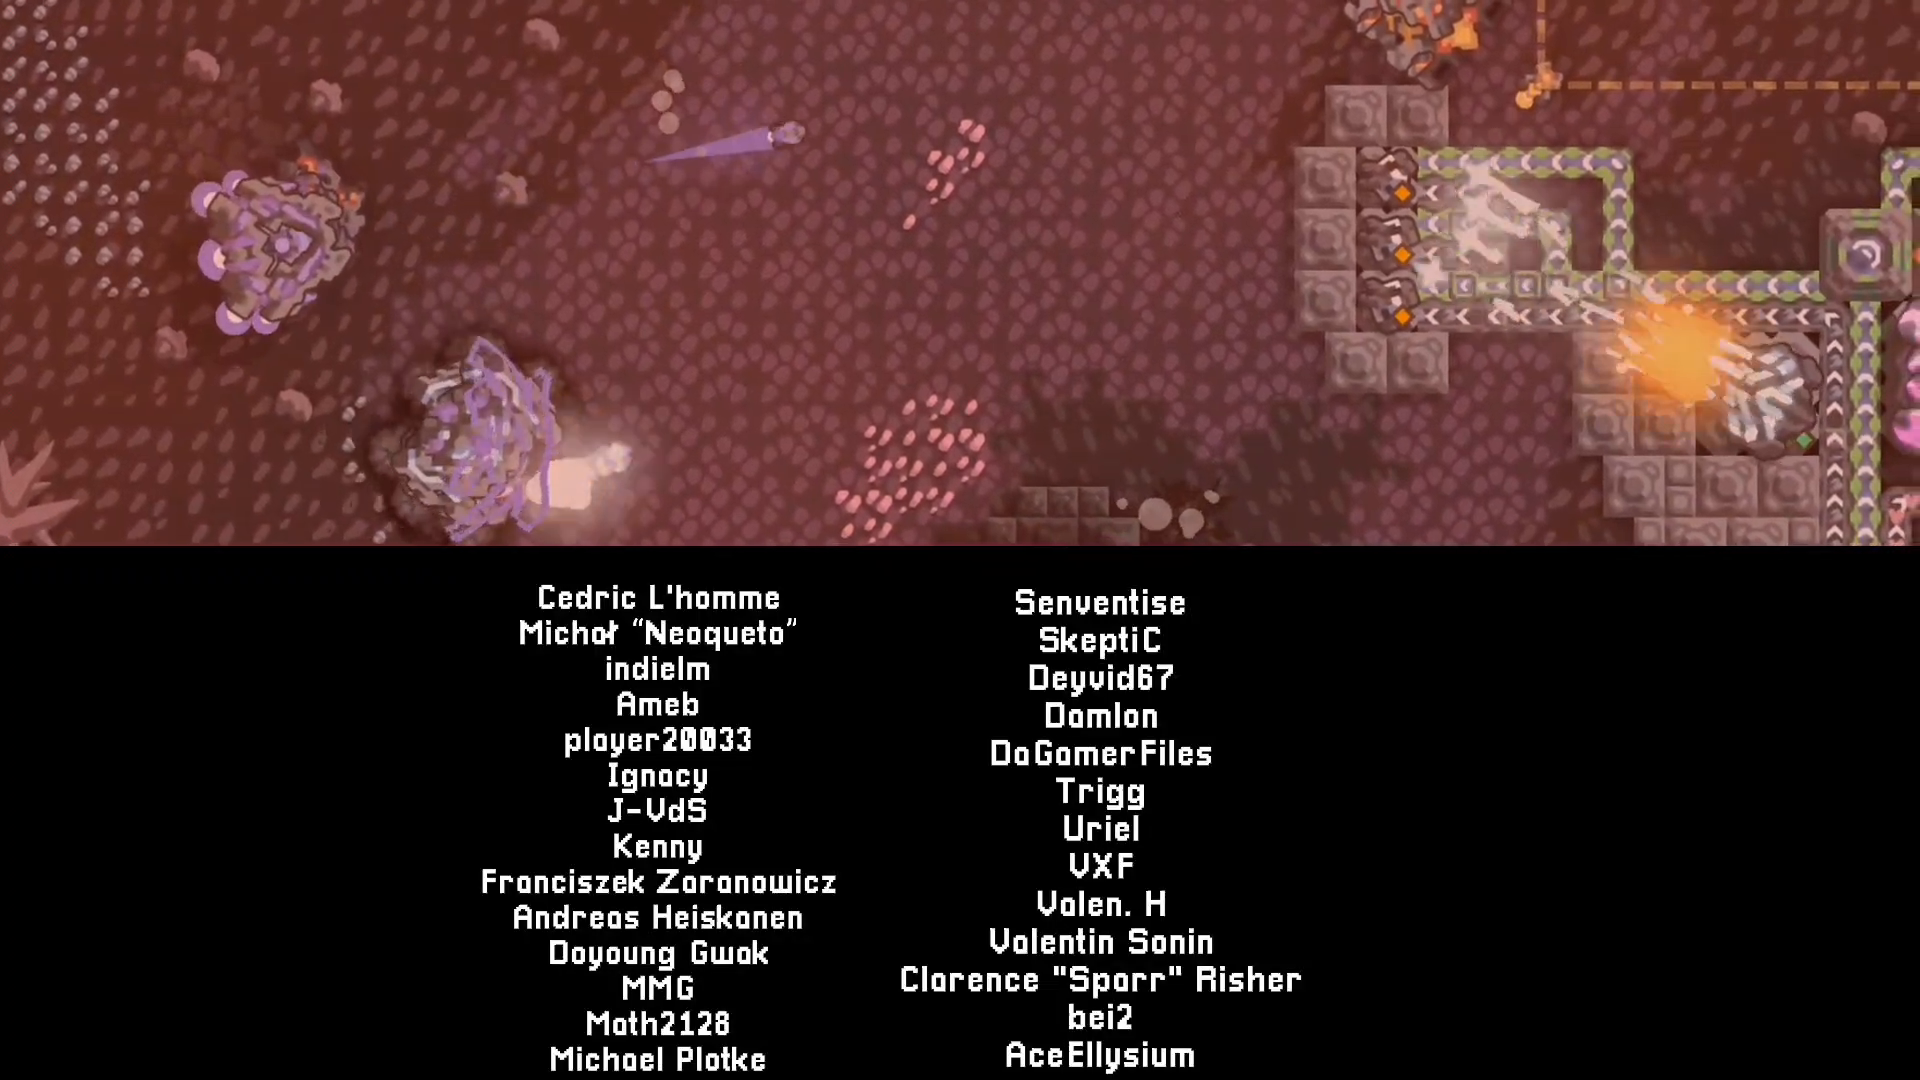 Cedric L'homme
Michał “Neoqueto”
indielm
Ameb
player20033
Ignacy
J-VdS
Kenny
Franciszek Zaranowicz
Andreas Heiskanen
Doyoung Gwak
MMG
Math2128
Michael Plotke
Senventise
SkeptiC
Deyvid67
Damlon
DaGamerFiles
Trigg
Uriel
VXF
Valen. H
Valentin Sonin
Clarence "Sparr" Risher
bei2
AceEllysium